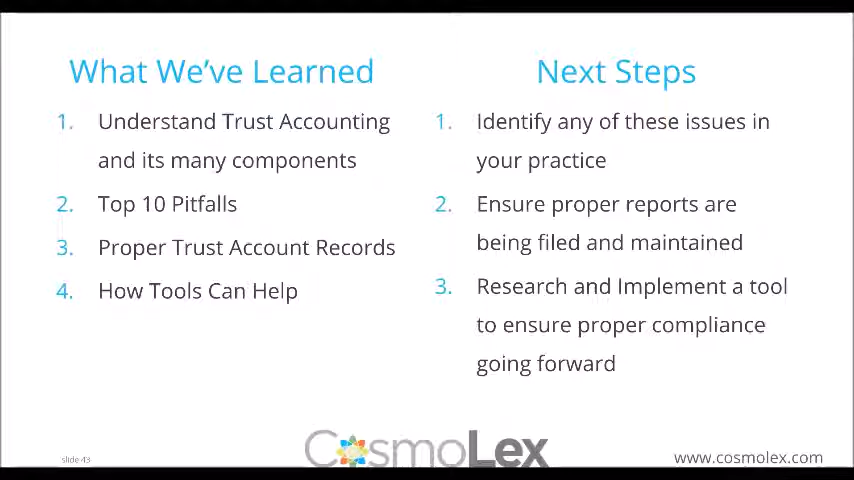 What We've Learned
1. Understand Trust Accounting
and its many components
2. Top 10 Pitfalls
3. Proper Trust Account Records
4. How Tools Can Help
Next Steps
1. Identify any of these issues in
your practice
2. Ensure proper reports are
being filed and maintained
3. Research and Implement a tool
to ensure proper compliance
going forward
slide 43
CosmoLex
www.cosmolex.com